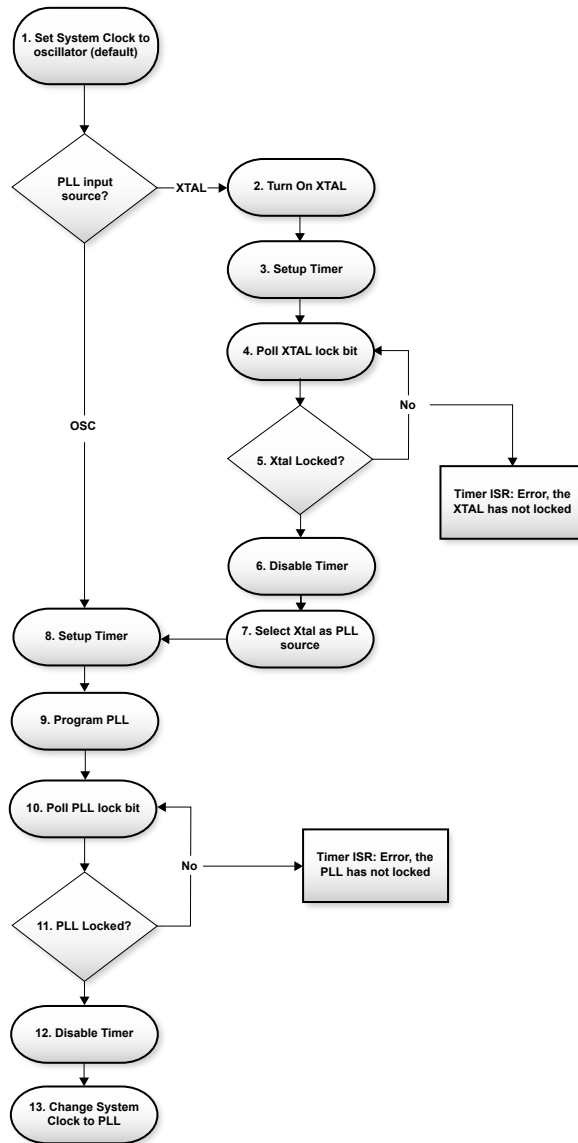 1. Set System Clock to
oscillator (default)
PLL input
source?
XTAL
2. Turn On XTAL
3. Setup Timer
4. Poll XTAL lock bit
No
5. Xtal Locked?
Timer ISR: Error, the
XTAL has not locked
OSC
6. Disable Timer
7. Select Xtal as PLL
source
8. Setup Timer
9. Program PLL
10. Poll PLL lock bit
No
Timer ISR: Error, the
PLL has not locked
11. PLL Locked?
12. Disable Timer
13. Change System
Clock to PLL